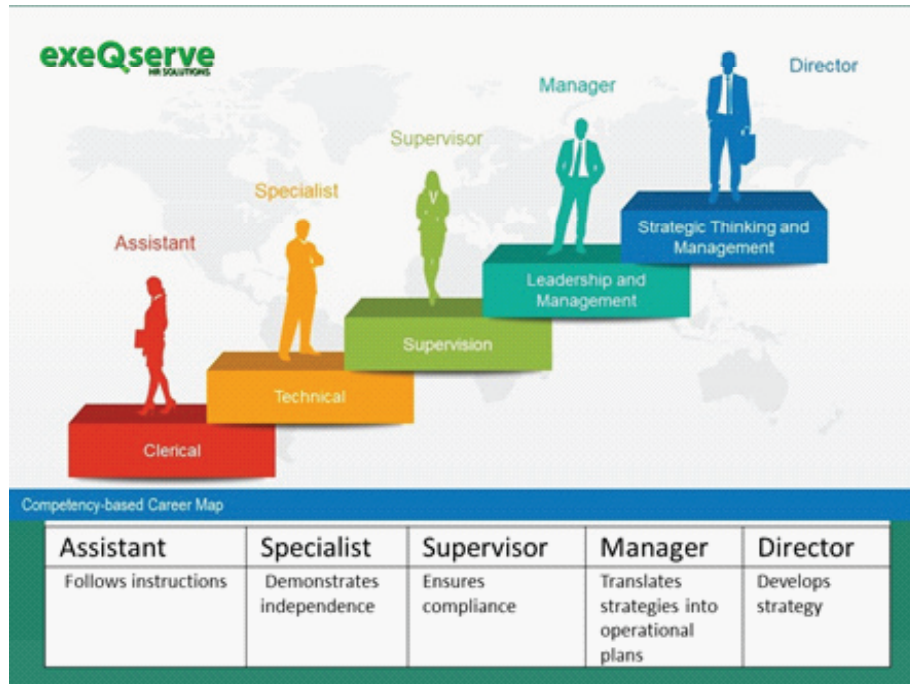 exeQserve
HR SOLUTIONS
Director
Manager
Supervisor
Specialist
Assistant
Strategic Thinking and
Management
Leadership and
Management
Supervision
Technical
Clerical
Competency-based Career Map
Assistant
Specialist
Supervisor
Manager
Director
Follows instructions
Demonstrates
independence
Ensures
compliance
Translates
strategies into
operational
plans
Develops
strategy